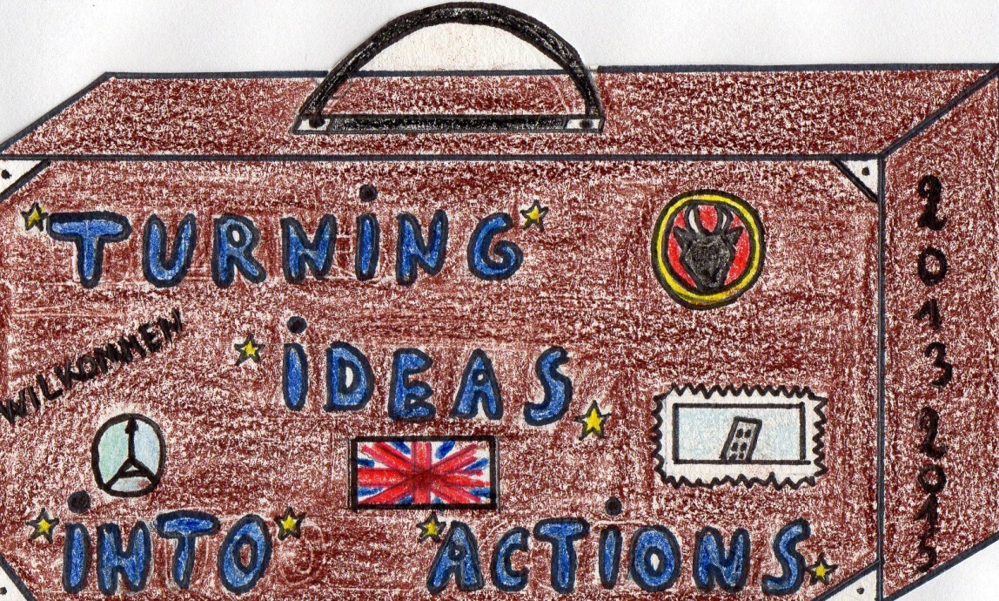 TURNING
WILKOMMEN
IDEAS
INTO ACTIONS
2013 2015